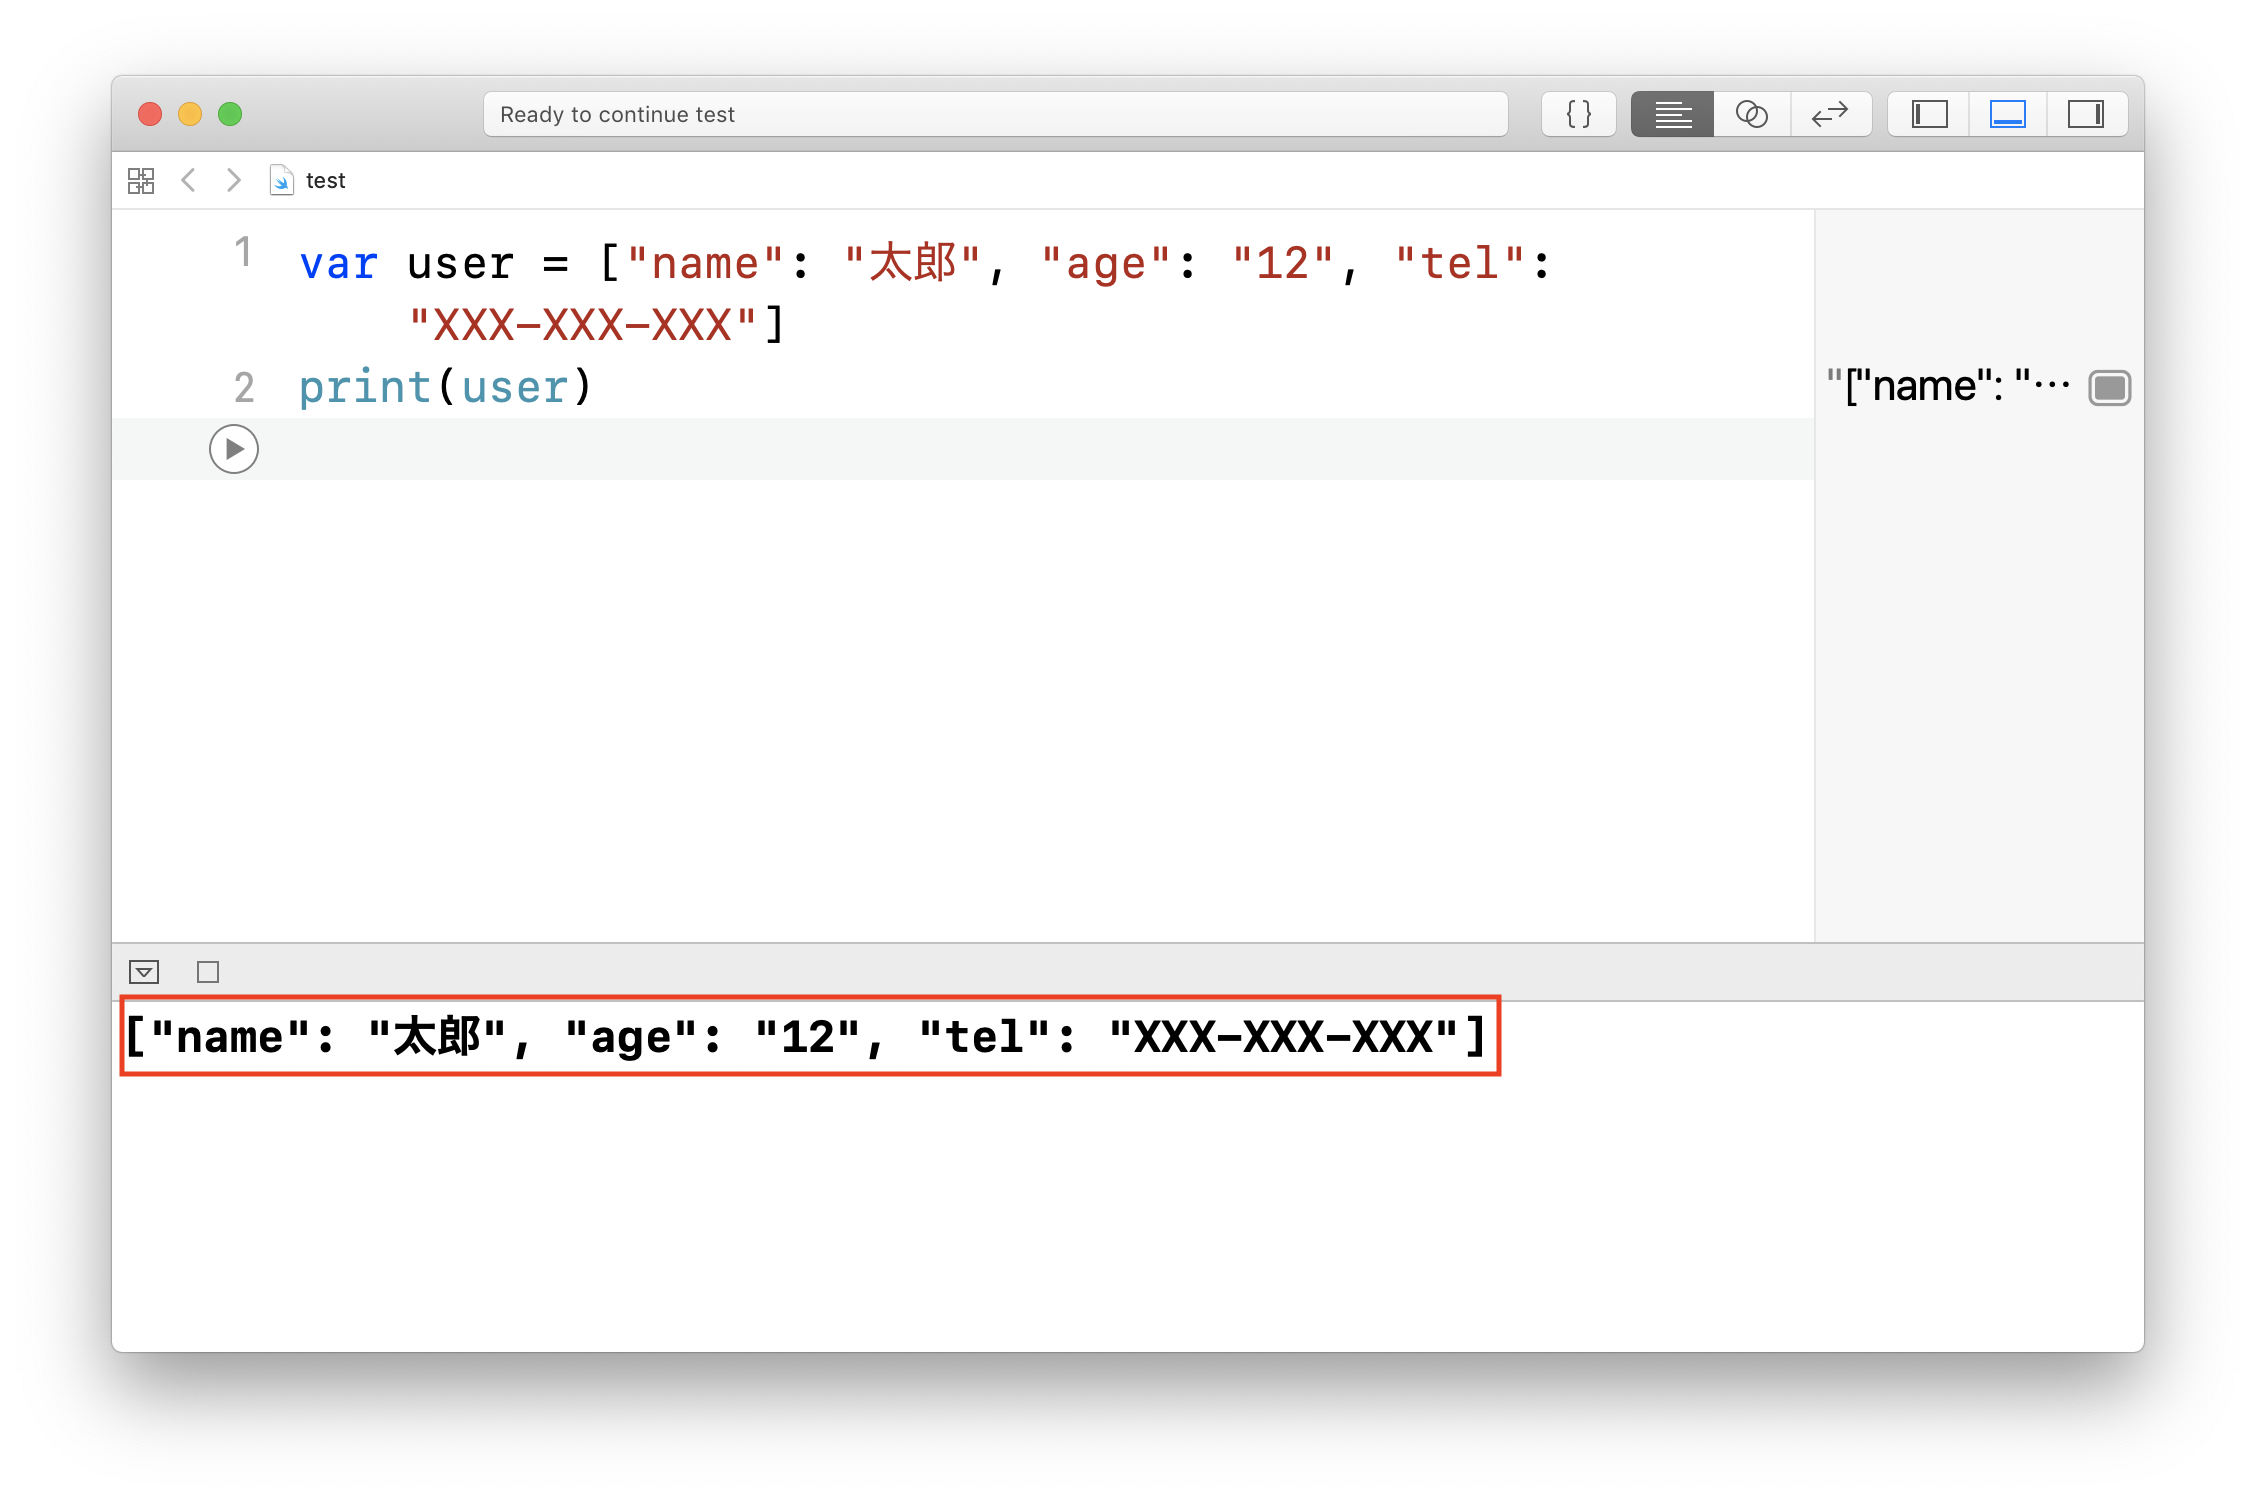 Ready to continue test
{ }
test
1 var user = ["name": "太郎", "age": "12", "tel":
"XXX-XXX-XXX"]
2 print(user)
"["name": "···
["name": "太郎", "age": "12", "tel": "XXX-XXX-XXX"]